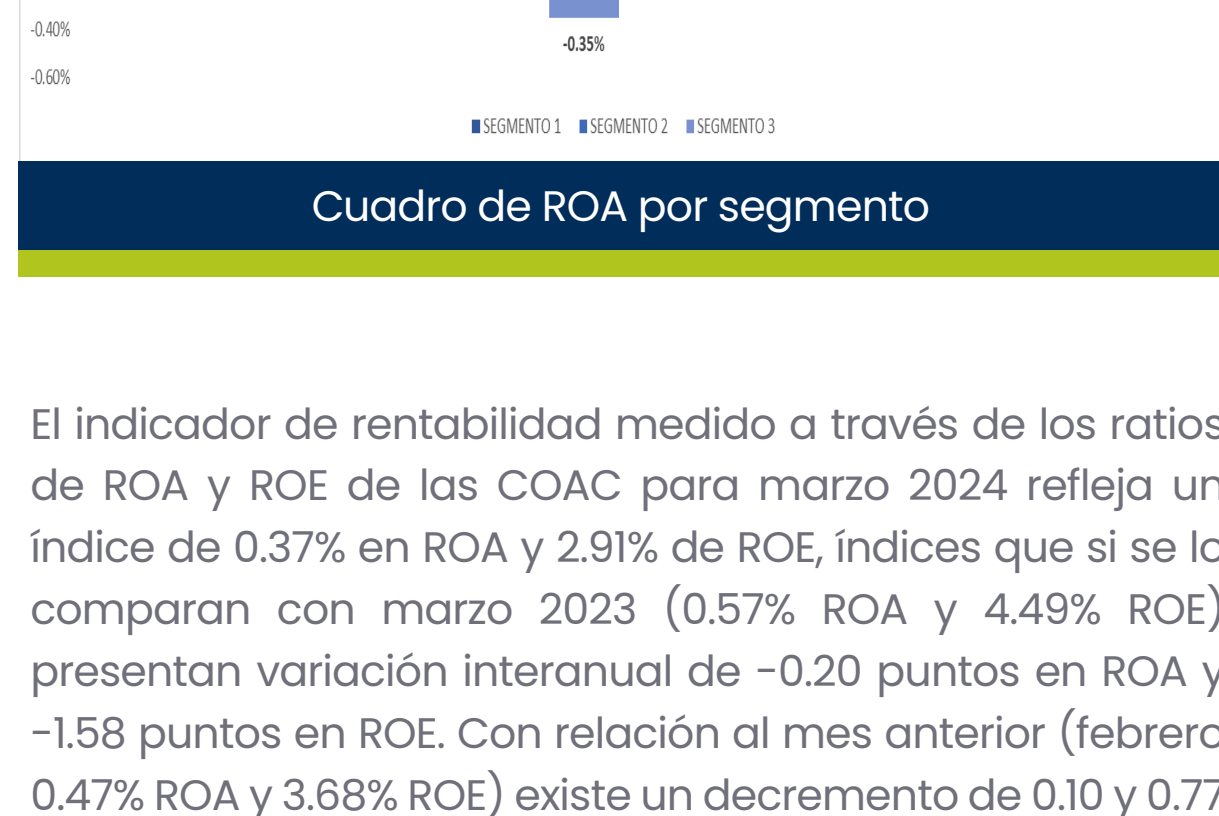 -0.40%
-0.35%
-0.60%
SEGMENTO 1 SEGMENTO 2 SEGMENTO 3
Cuadro de ROA por segmento
El indicador de rentabilidad medido a través de los ratios
de ROA y ROE de las COAC para marzo 2024 refleja un
índice de 0.37% en ROA y 2.91% de ROE, índices que si se lo
comparan con marzo 2023 (0.57% ROA y 4.49% ROE)
presentan variación interanual de -0.20 puntos en ROA y
-1.58 puntos en ROE. Con relación al mes anterior (febrero
0.47% ROA y 3.68% ROE) existe un decremento de 0.10 y 0.77